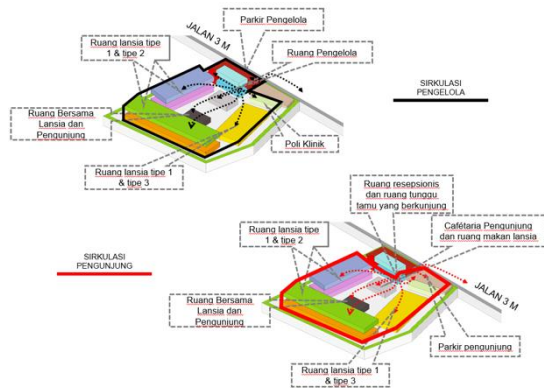 JALAN 3 M
Parkir Pengelola
Ruang lansia tipe
1 & tipe 2
Ruang Pengelola
SIRKULASI
PENGELOLA
Ruang Bersama
Lansia dan
Pengunjung
Poli Klinik
Ruang lansia tipe 1
& tipe 3
Ruang resepsionis
dan ruang tunggu
tamu yang berkunjung
Ruang lansia tipe
1 & tipe 2
Cafétaria Pengunjung
dan ruang makan lansia
SIRKULASI
PENGUNJUNG
JALAN 3 M
Ruang Bersama
Lansia dan
Pengunjung
Parkir pengunjung
Ruang lansia tipe 1
& tipe 3